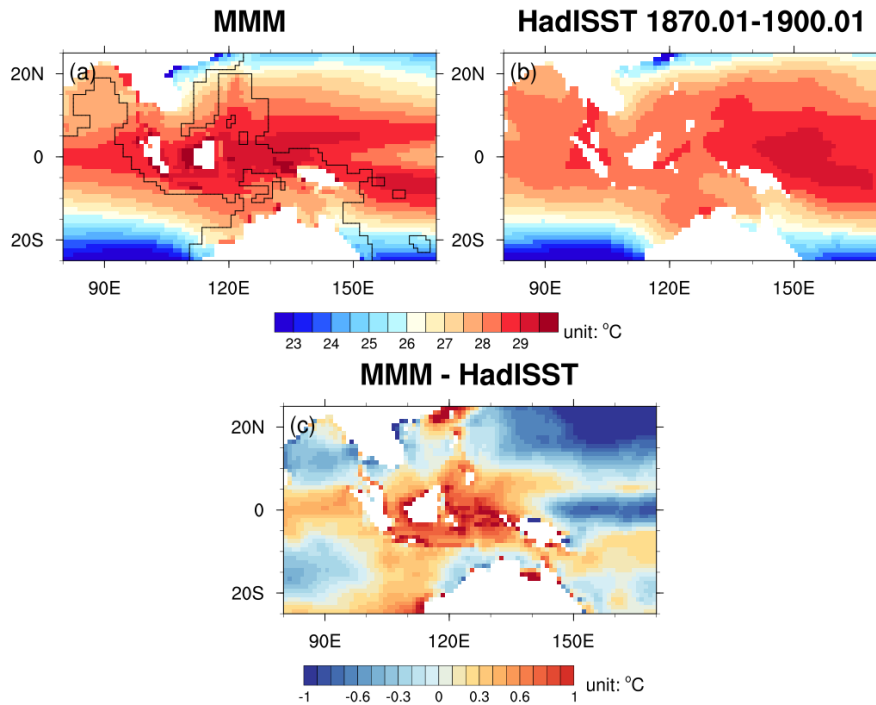 MMM
HadISST 1870.01-1900.01
(a)
(b)
20N
0
20S
20N
0
20S
90E 120E 150E
90E 120E 150E
23 24 25 26 27 28 29
unit: °C
MMM - HadISST
(c)
20N
0
20S
90E 120E 150E
-1 -0.6 -0.3 0 0.3 0.6 1
unit: °C